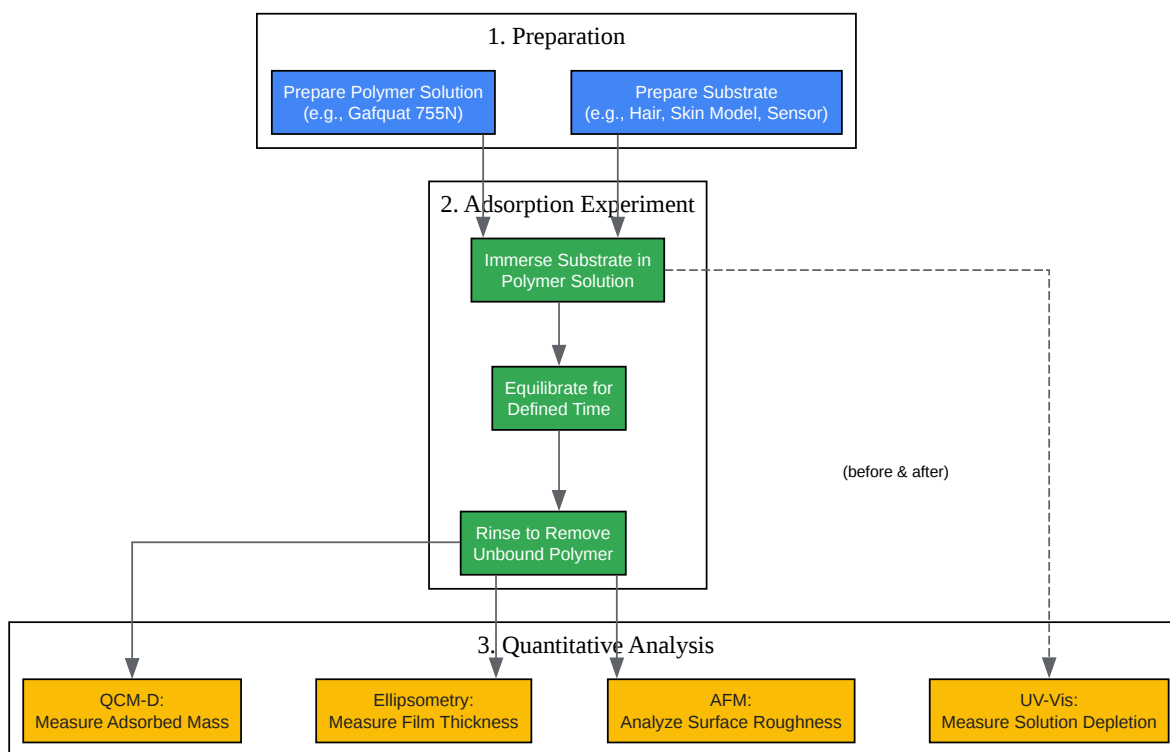 1. Preparation
Prepare Polymer Solution
(e.g., Gafquat 755N)
Prepare Substrate
(e.g., Hair, Skin Model, Sensor)
2. Adsorption Experiment
Immerse Substrate in
Polymer Solution
Equilibrate for
Defined Time
(before & after)
Rinse to Remove
Unbound Polymer
3. Quantitative Analysis
QCM-D:
Measure Adsorbed Mass
Ellipsometry:
Measure Film Thickness
AFM:
Analyze Surface Roughness
UV-Vis:
Measure Solution Depletion